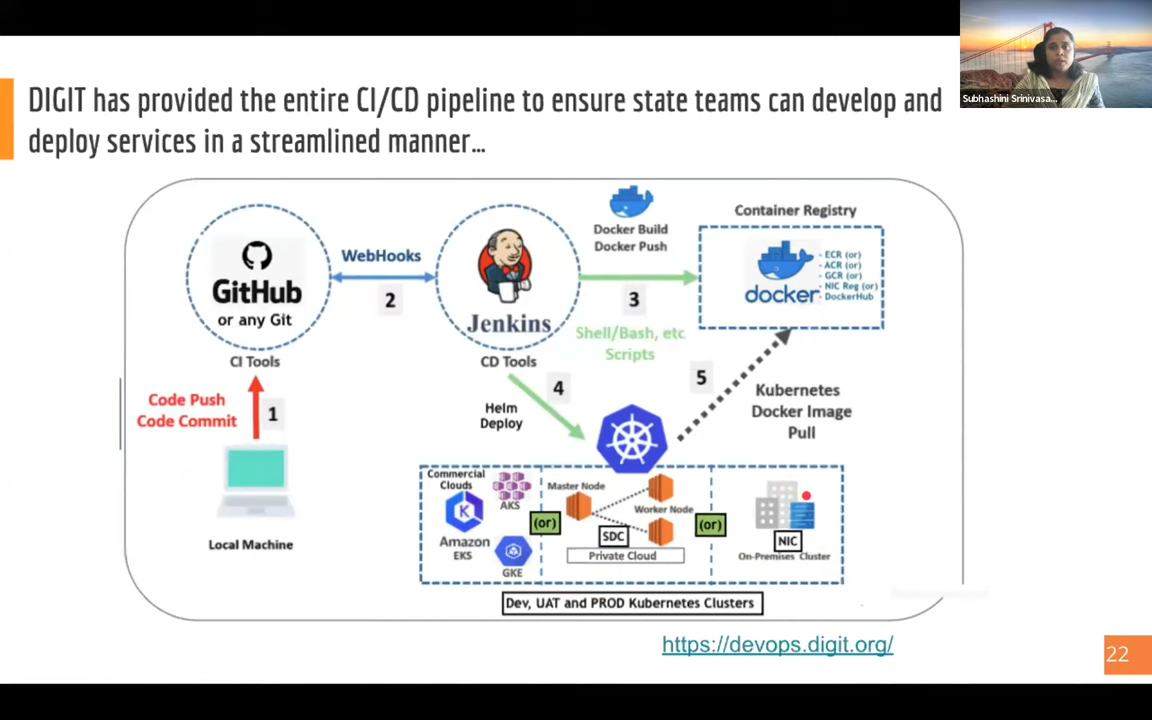 Subhashini Srinivasa...
DIGIT has provided the entire CI/CD pipeline to ensure state teams can develop and
deploy services in a streamlined manner...
GitHub
or any Git
CI Tools
WebHooks
2
Jenkins
CD Tools
Docker Build
Docker Push
3
Shell/Bash, etc
Scripts
Container Registry
docker
· ECR (or)
· ACR (or)
· GCR (or)
· NIC Reg (or)
· DockerHub
Code Push
Code Commit
1
Local Machine
4
Helm
Deploy
5
Kubernetes
Docker Image
Pull
Commercial
Clouds
AKS
K
Amazon
EKS
GKE
(or)
Master Node
Worker Node
SDC
Private Cloud
(or)
NIC
On-Premises Cluster
Dev, UAT and PROD Kubernetes Clusters
https://devops.digit.org/
22